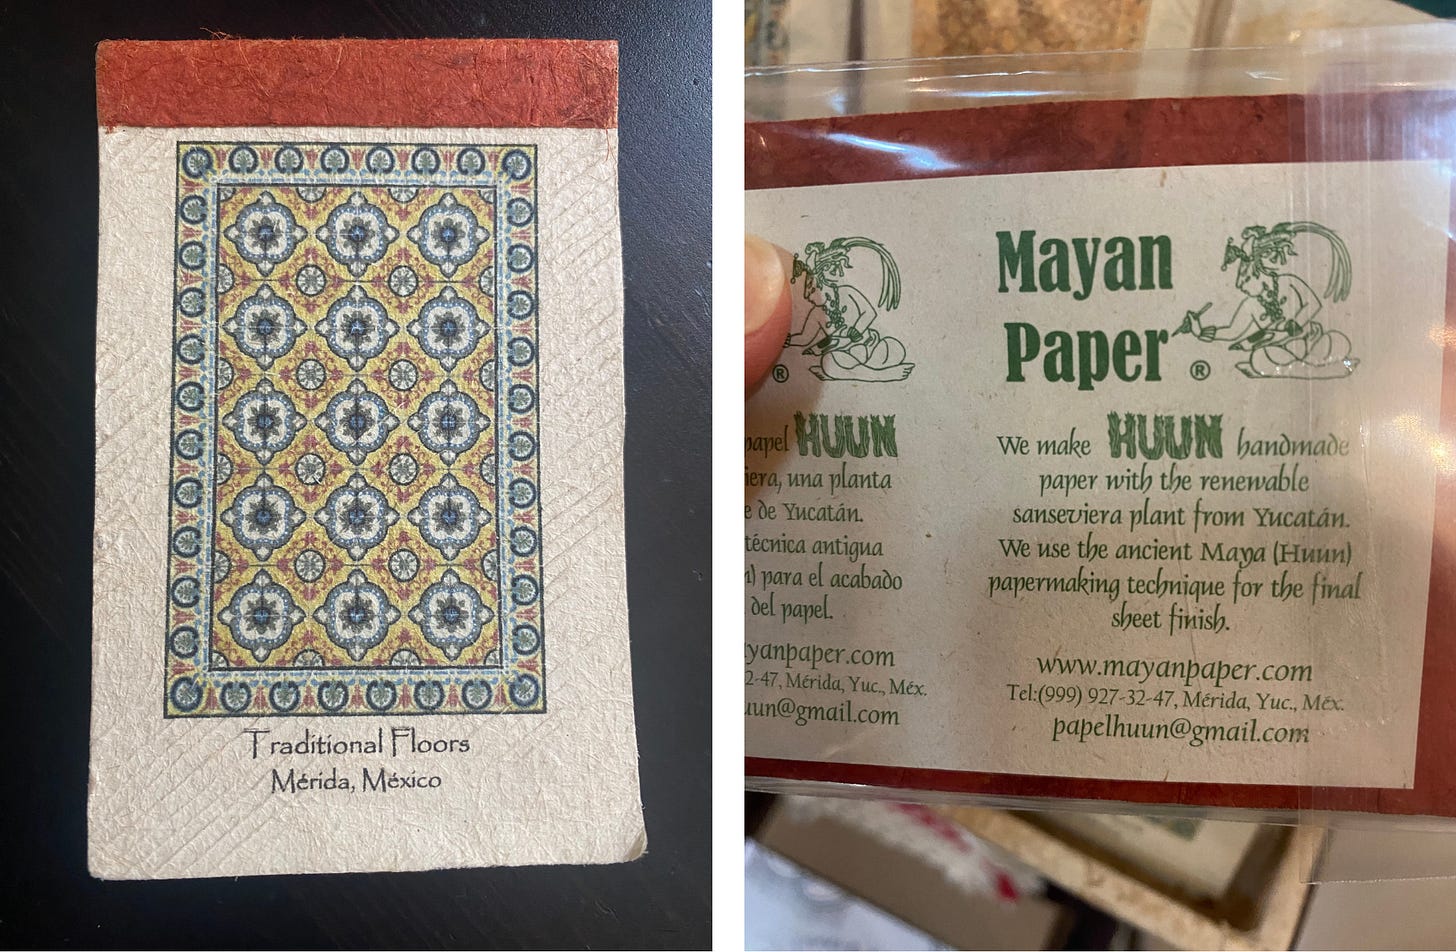 Traditional Floors
Mérida, México
®
papel HUUN
una planta
de Yucatán.
técnica antigua
para el acabado
del papel.
2-47, Mérida, Yuc., Méx.
Mayan
Paper ®
We make HUUN handmade
paper with the renewable
sanseviera plant from Yucatán.
We use the ancient Maya (Huun)
papermaking technique for the final
sheet finish.
www.mayanpaper.com
Tel:(999) 927-32-47, Mérida, Yuc., Méx.
papelhuun@gmail.com